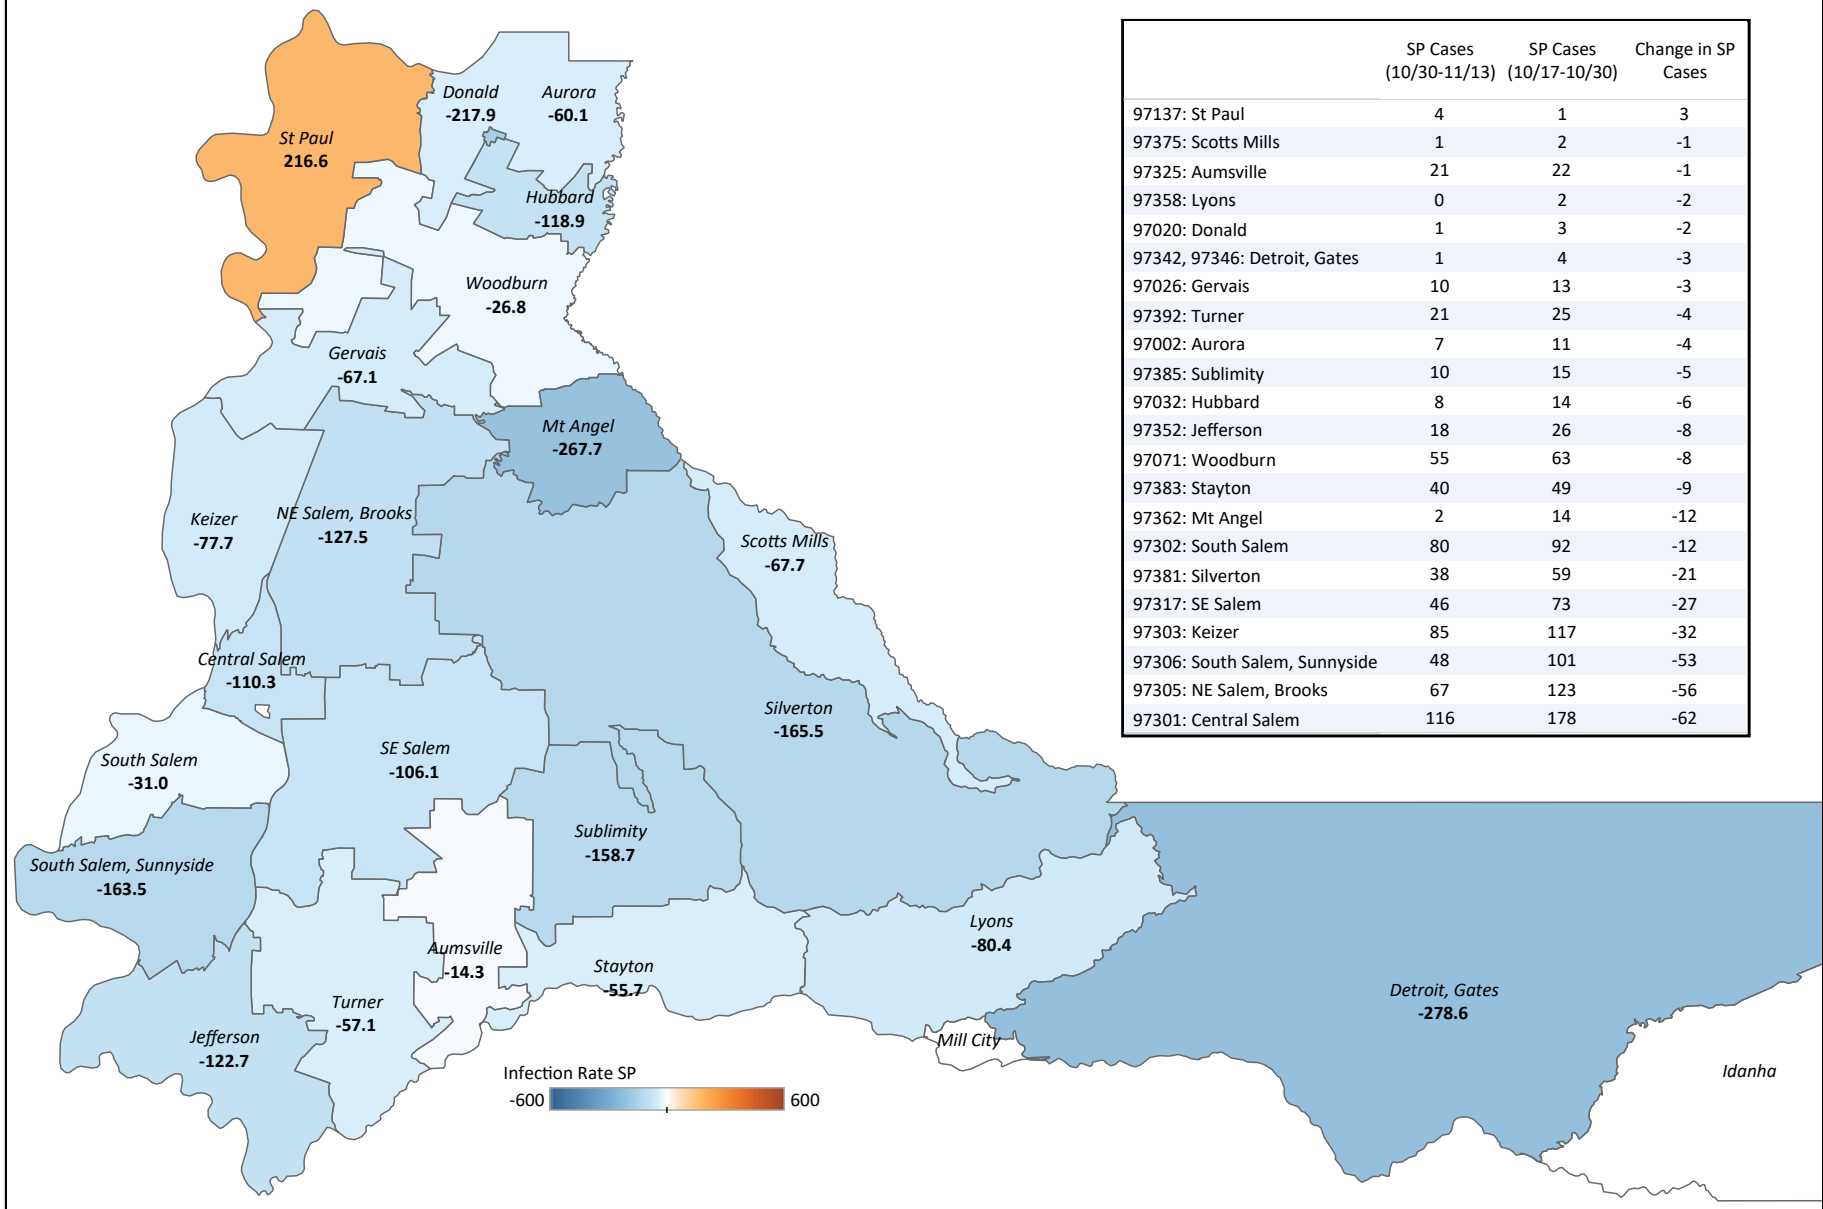 St Paul
216.6
Donald
-217.9
Aurora
-60.1
Hubbard
-118.9
Woodburn
-26.8
Gervais
-67.1
Mt Angel
-267.7
Keizer
-77.7
NE Salem, Brooks
-127.5
Scotts Mills
-67.7
Central Salem
-110.3
Silverton
-165.5
South Salem
-31.0
SE Salem
-106.1
Sublimity
-158.7
South Salem, Sunnyside
-163.5
Aumsville
-14.3
Stayton
-55.7
Lyons
-80.4
Turner
-57.1
Jefferson
-122.7
Mill City
Detroit, Gates
-278.6
Idanha
Infection Rate SP
-600 600
SP Cases SP Cases Change in SP
(10/30-11/13) (10/17-10/30) Cases
97137: St Paul 4 1 3
97375: Scotts Mills 1 2 -1
97325: Aumsville 21 22 -1
97358: Lyons 0 2 -2
97020: Donald 1 3 -2
97342, 97346: Detroit, Gates 1 4 -3
97026: Gervais 10 13 -3
97392: Turner 21 25 -4
97002: Aurora 7 11 -4
97385: Sublimity 10 15 -5
97032: Hubbard 8 14 -6
97352: Jefferson 18 26 -8
97071: Woodburn 55 63 -8
97383: Stayton 40 49 -9
97362: Mt Angel 2 14 -12
97302: South Salem 80 92 -12
97381: Silverton 38 59 -21
97317: SE Salem 46 73 -27
97303: Keizer 85 117 -32
97306: South Salem, Sunnyside 48 101 -53
97305: NE Salem, Brooks 67 123 -56
97301: Central Salem 116 178 -62